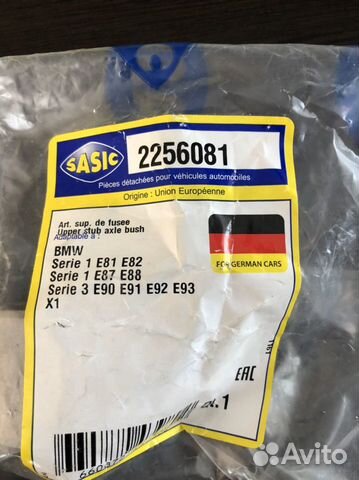 SASIC
2256081
Pièces détachées pour véhicules automobiles
Origine : Union Européenne
Art. sup. de fusee
Upper stub axle bush
Adaptable à :
BMW
Serie 1 E81 E82
Serie 1 E87 E88
Serie 3 E90 E91 E92 E93
X1
FOR GERMAN CARS
EAC
Avito